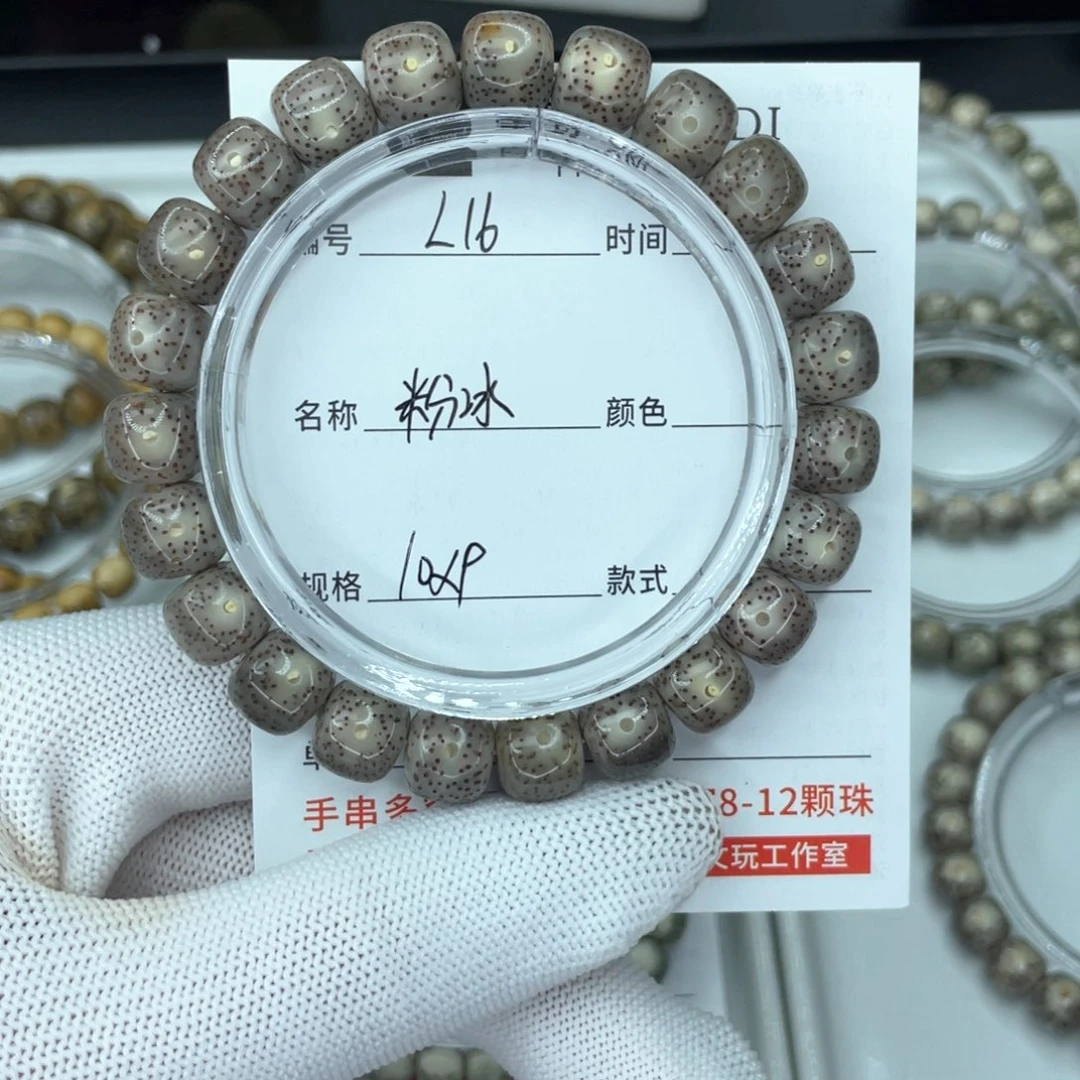 DI
编号 L16 时间
名称 粉冰 颜色
规格 10x9 款式
手串多 8-12颗珠
文玩工作室